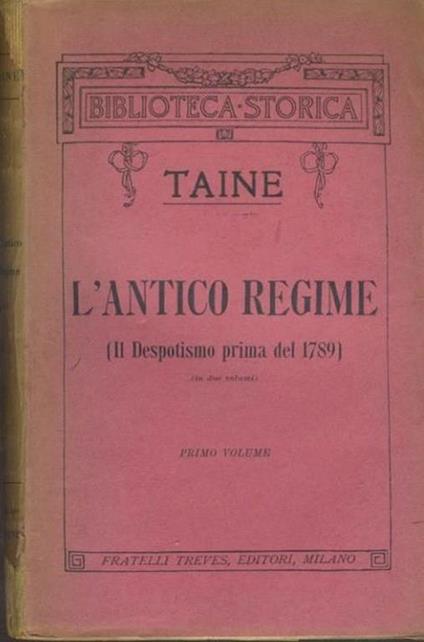 TAINE
BIBLIOTECA·STORICA
TAINE
L'ANTICO REGIME
(Il Despotismo prima del 1789)
(in due volumi)
PRIMO VOLUME
FRATELLI TREVES, EDITORI, MILANO